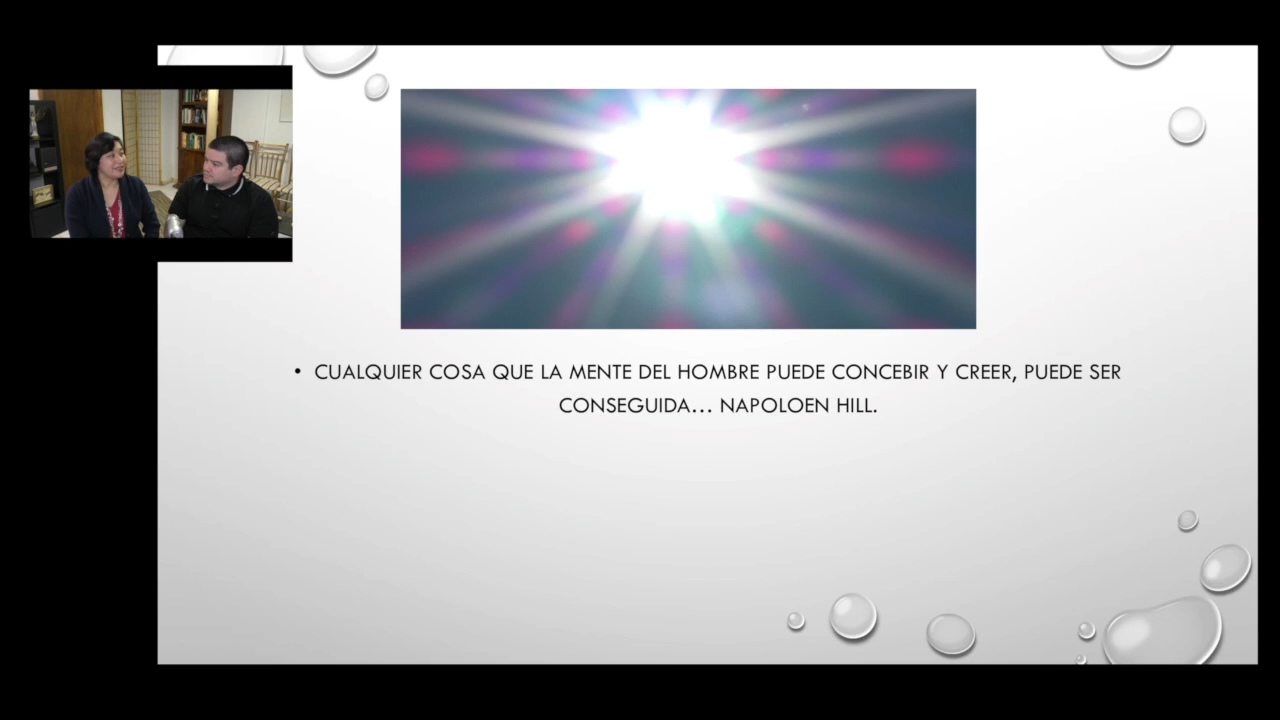 • CUALQUIER COSA QUE LA MENTE DEL HOMBRE PUEDE CONCEBIR Y CREER, PUEDE SER
CONSEGUIDA... NAPOLOEN HILL.